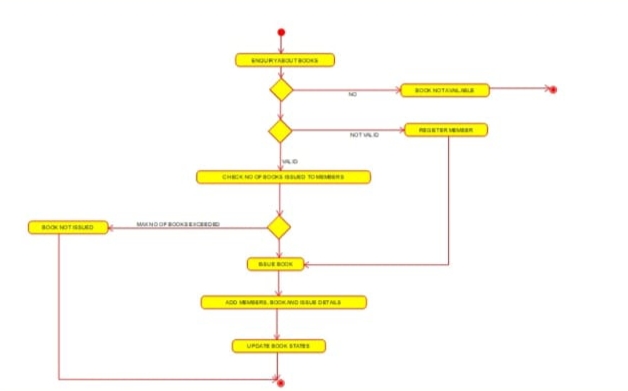 ENQUIRY ABOUT BOOKS
NO
BOOK NOT AVAILABLE
NOT VALID
REGISTER MEMBER
VALID
CHECK NO OF BOOKS ISSUED TO MEMBERS
BOOK NOT ISSUED
MAX NO OF BOOKS EXCEEDED
ISSUE BOOK
ADD MEMBERS, BOOK AND ISSUE DETAILS
UPDATE BOOK STATES